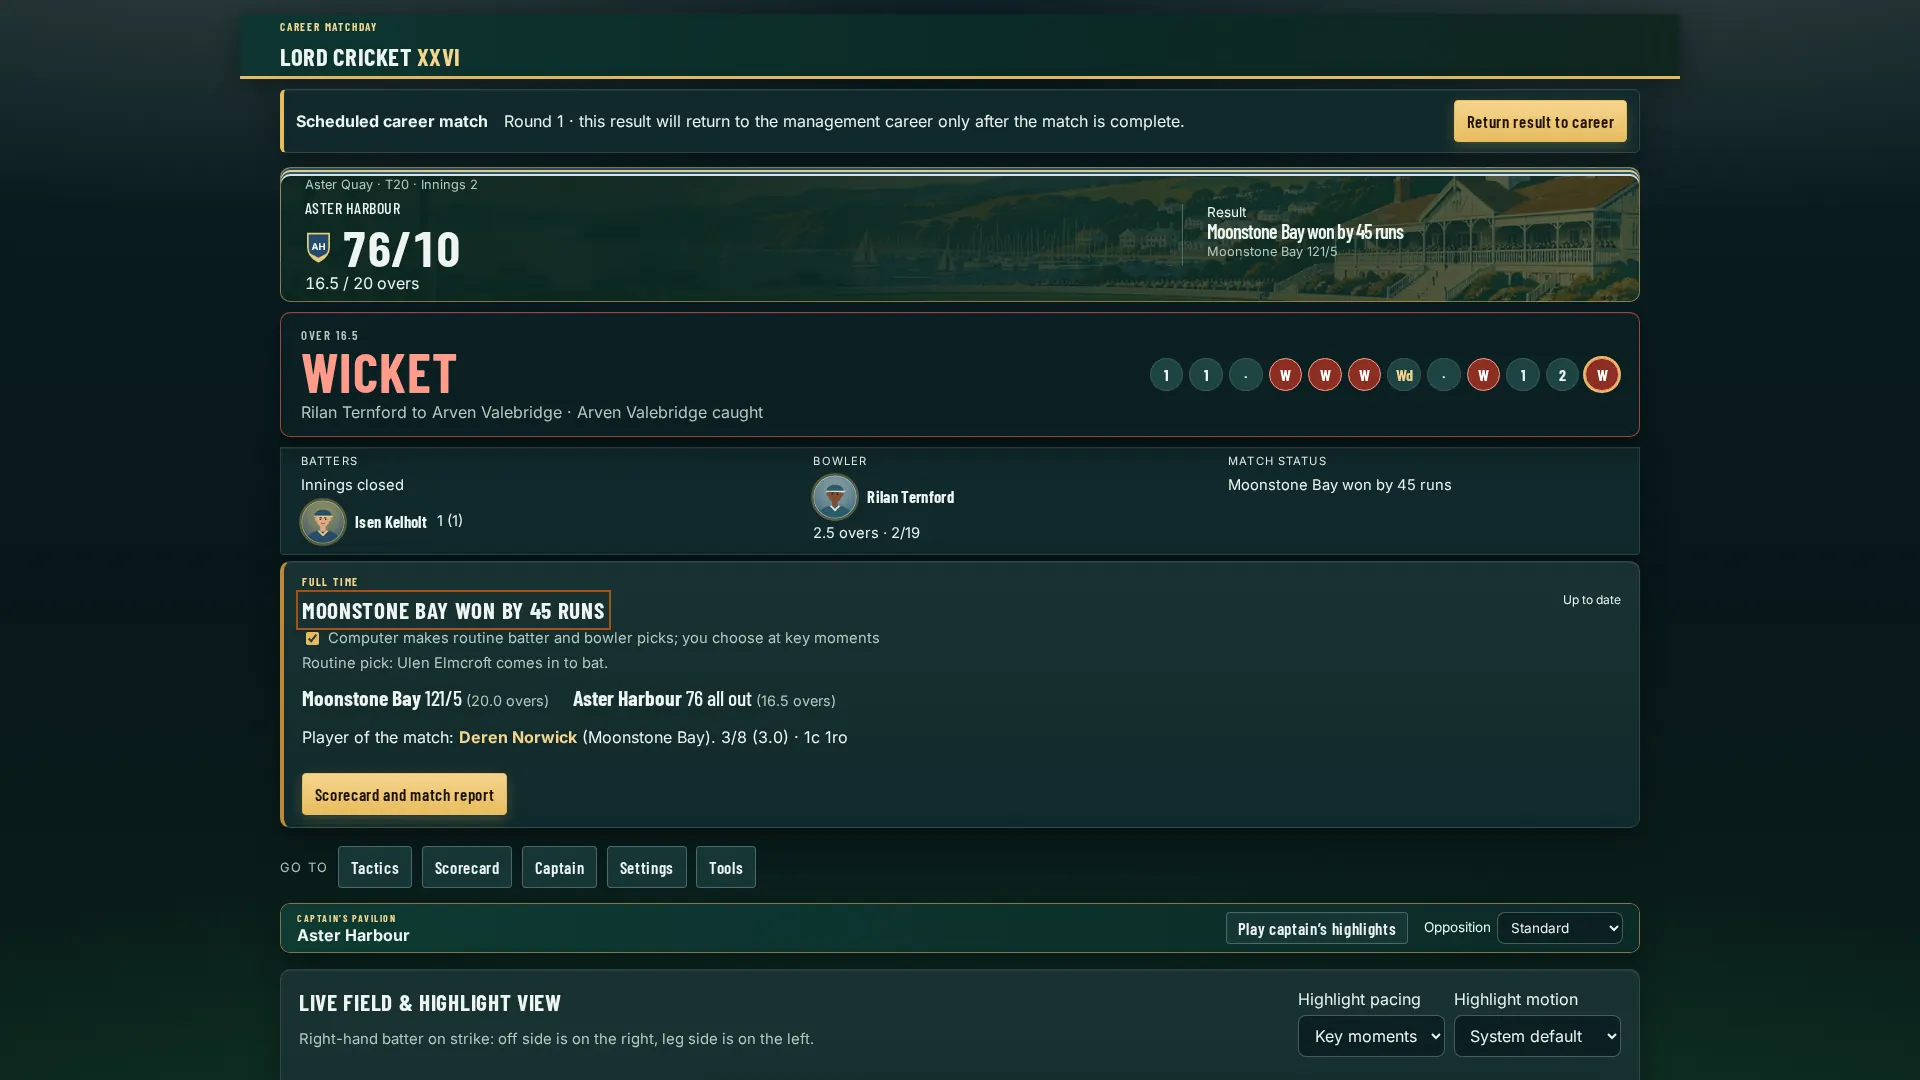 CAREER MATCHDAY
LORD CRICKET XXVI
Scheduled career match Round 1 · this result will return to the management career only after the match is complete.
Return result to career
Aster Quay · T20 · Innings 2
ASTER HARBOUR
AH 76/10
16.5 / 20 overs
Result
Moonstone Bay won by 45 runs
Moonstone Bay 121/5
OVER 16.5
WICKET
Rilan Ternford to Arven Valebridge · Arven Valebridge caught
1 1 · W W W Wd · W 1 2 W
BATTERS
Innings closed
Isen Kelholt 1 (1)
BOWLER
Rilan Ternford
2.5 overs · 2/19
MATCH STATUS
Moonstone Bay won by 45 runs
FULL TIME
MOONSTONE BAY WON BY 45 RUNS
Up to date
Computer makes routine batter and bowler picks; you choose at key moments
Routine pick: Ulen Elmcroft comes in to bat.
Moonstone Bay 121/5 (20.0 overs) Aster Harbour 76 all out (16.5 overs)
Player of the match: Deren Norwick (Moonstone Bay). 3/8 (3.0) · 1c 1ro
Scorecard and match report
GO TO Tactics Scorecard Captain Settings Tools
CAPTAIN'S PAVILION
Aster Harbour
Play captain's highlights Opposition Standard
LIVE FIELD & HIGHLIGHT VIEW
Right-hand batter on strike: off side is on the right, leg side is on the left.
Highlight pacing Highlight motion
Key moments System default